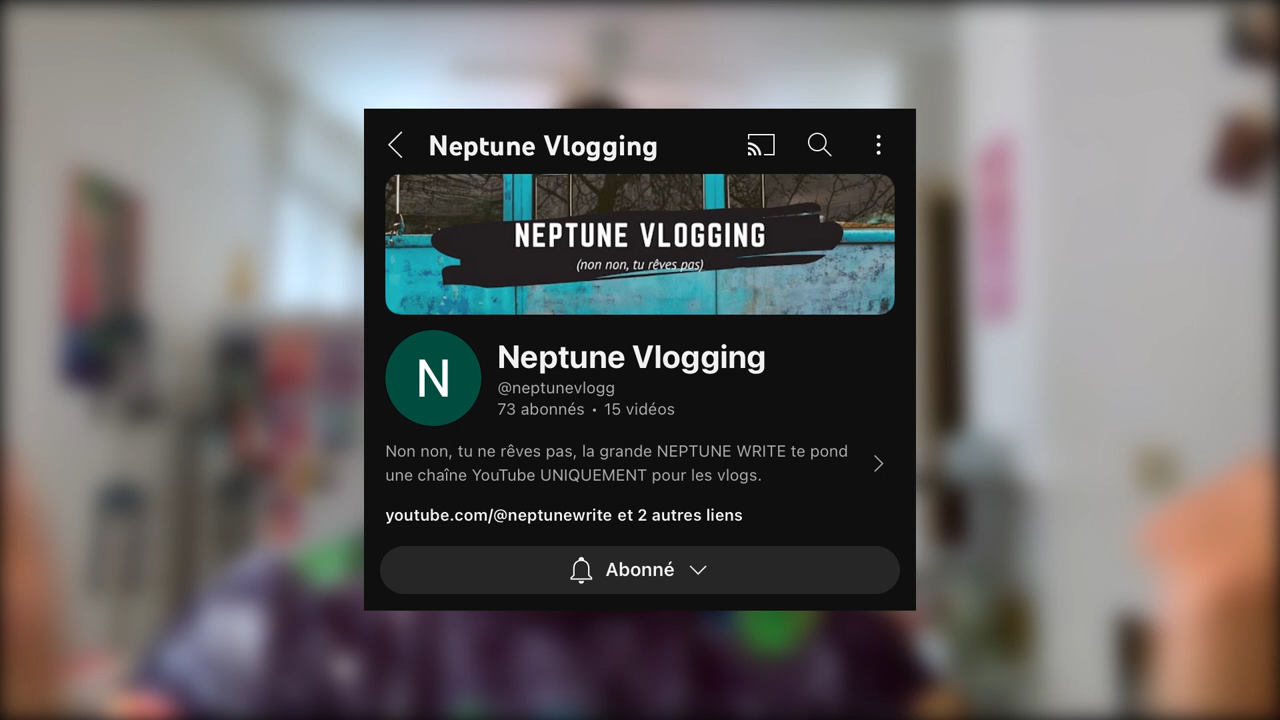 Neptune Vlogging
NEPTUNE VLOGGING
(non non, tu rêves pas)
N
Neptune Vlogging
@neptunevlogg
73 abonnés • 15 vidéos
Non non, tu ne rêves pas, la grande NEPTUNE WRITE te pond
une chaîne YouTube UNIQUEMENT pour les vlogs.
youtube.com/@neptunewrite et 2 autres liens
Abonné